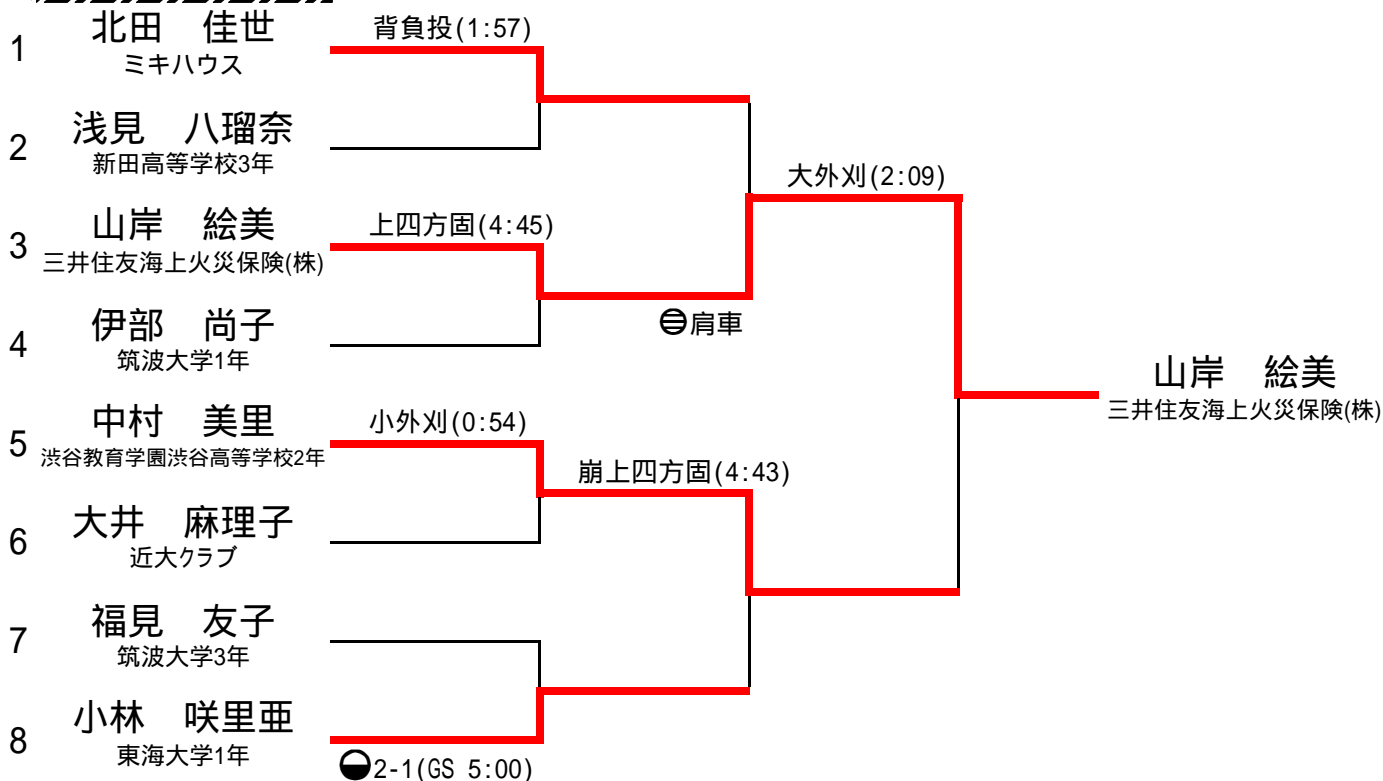 1
北田　佳世
ミキハウス
背負投(1:57)
2
浅見　八瑠奈
新田高等学校3年
大外刈(2:09)
3
山岸　絵美
三井住友海上火災保険(株)
上四方固(4:45)
4
伊部　尚子
筑波大学1年
肩車
山岸　絵美
三井住友海上火災保険(株)
5
中村　美里
渋谷教育学園渋谷高等学校2年
小外刈(0:54)
崩上四方固(4:43)
6
大井　麻理子
近大クラブ
7
福見　友子
筑波大学3年
8
小林　咲里亜
東海大学1年
2-1(GS 5:00)